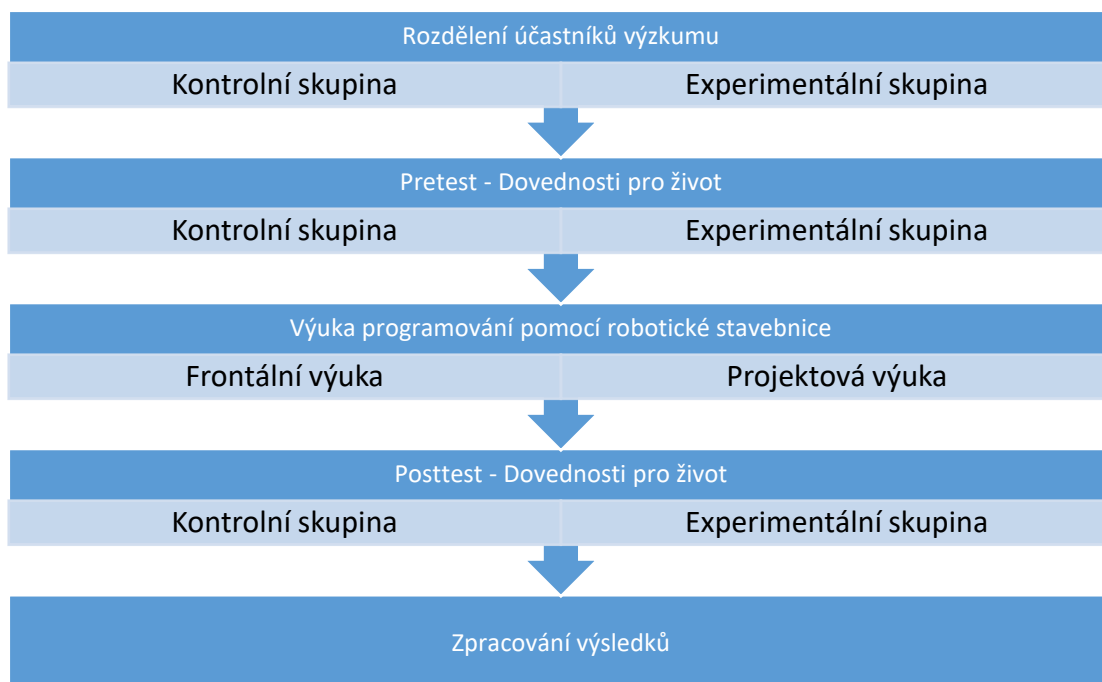 Rozdělení účastníků výzkumu
Kontrolní skupina
Experimentální skupina
Pretest - Dovednosti pro život
Kontrolní skupina
Experimentální skupina
Výuka programování pomocí robotické stavebnice
Frontální výuka
Projektová výuka
Posttest - Dovednosti pro život
Kontrolní skupina
Experimentální skupina
Zpracování výsledků